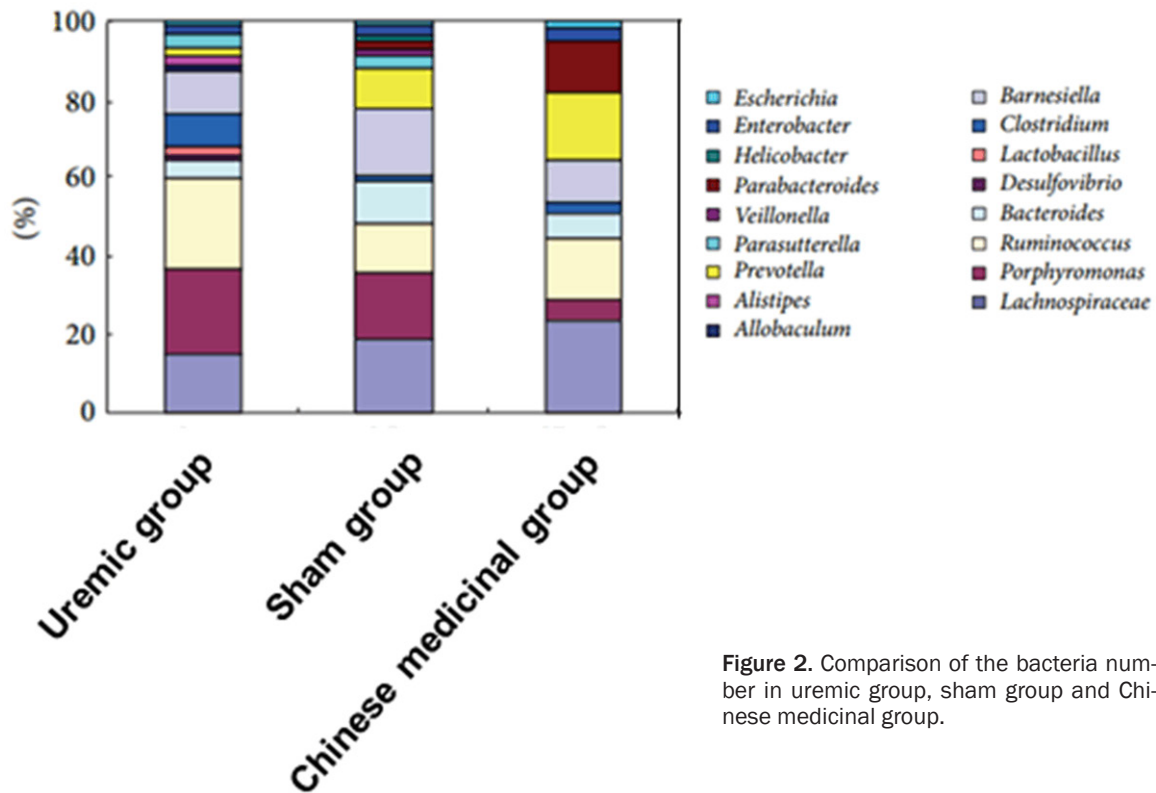 100
80
60
40
20
0
(%)
Uremic group
Sham group
Chinese medicinal group
Escherichia
Enterobacter
Helicobacter
Parabacteroides
Veillonella
Parasutterella
Prevotella
Alistipes
Allobaculum
Barnesiella
Clostridium
Lactobacillus
Desulfovibrio
Bacteroides
Ruminococcus
Porphyromonas
Lachnospiraceae
Figure 2. Comparison of the bacteria num-
ber in uremic group, sham group and Chi-
nese medicinal group.